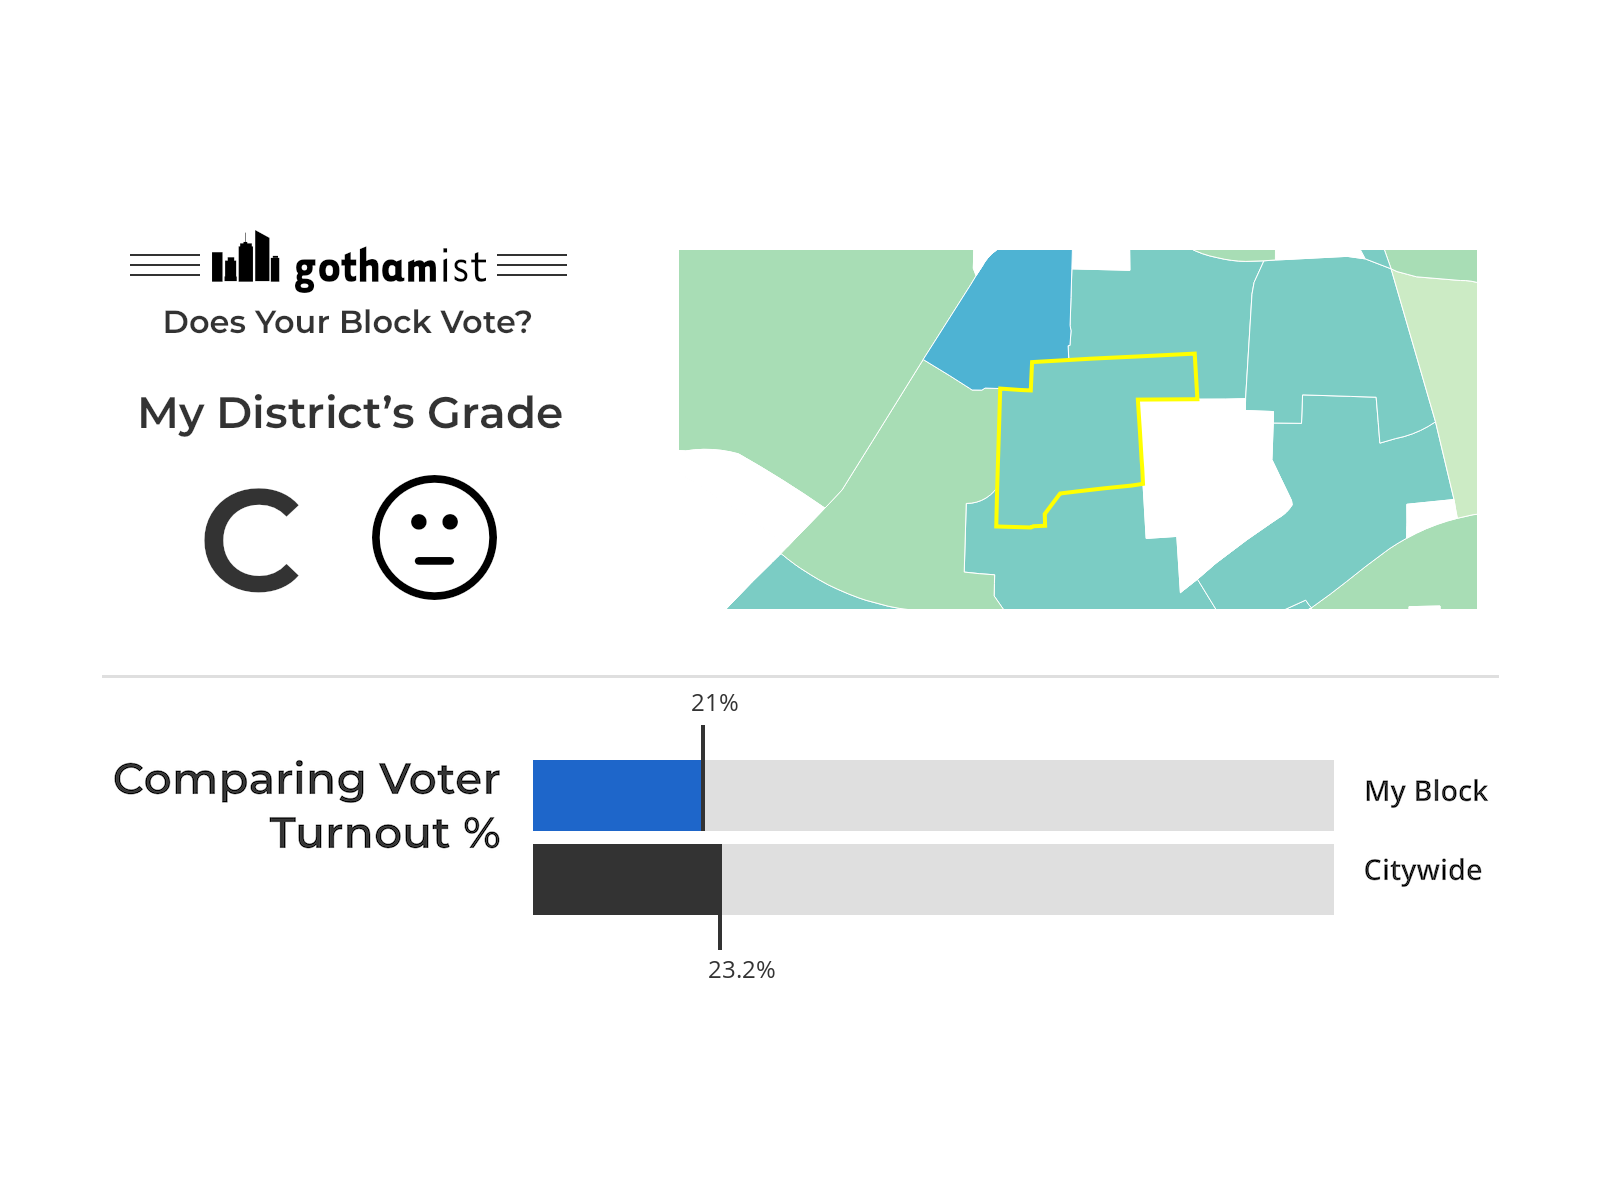 gothamist
Does Your Block Vote?
My District’s Grade
C
21%
Comparing Voter
Turnout %
My Block
Citywide
23.2%